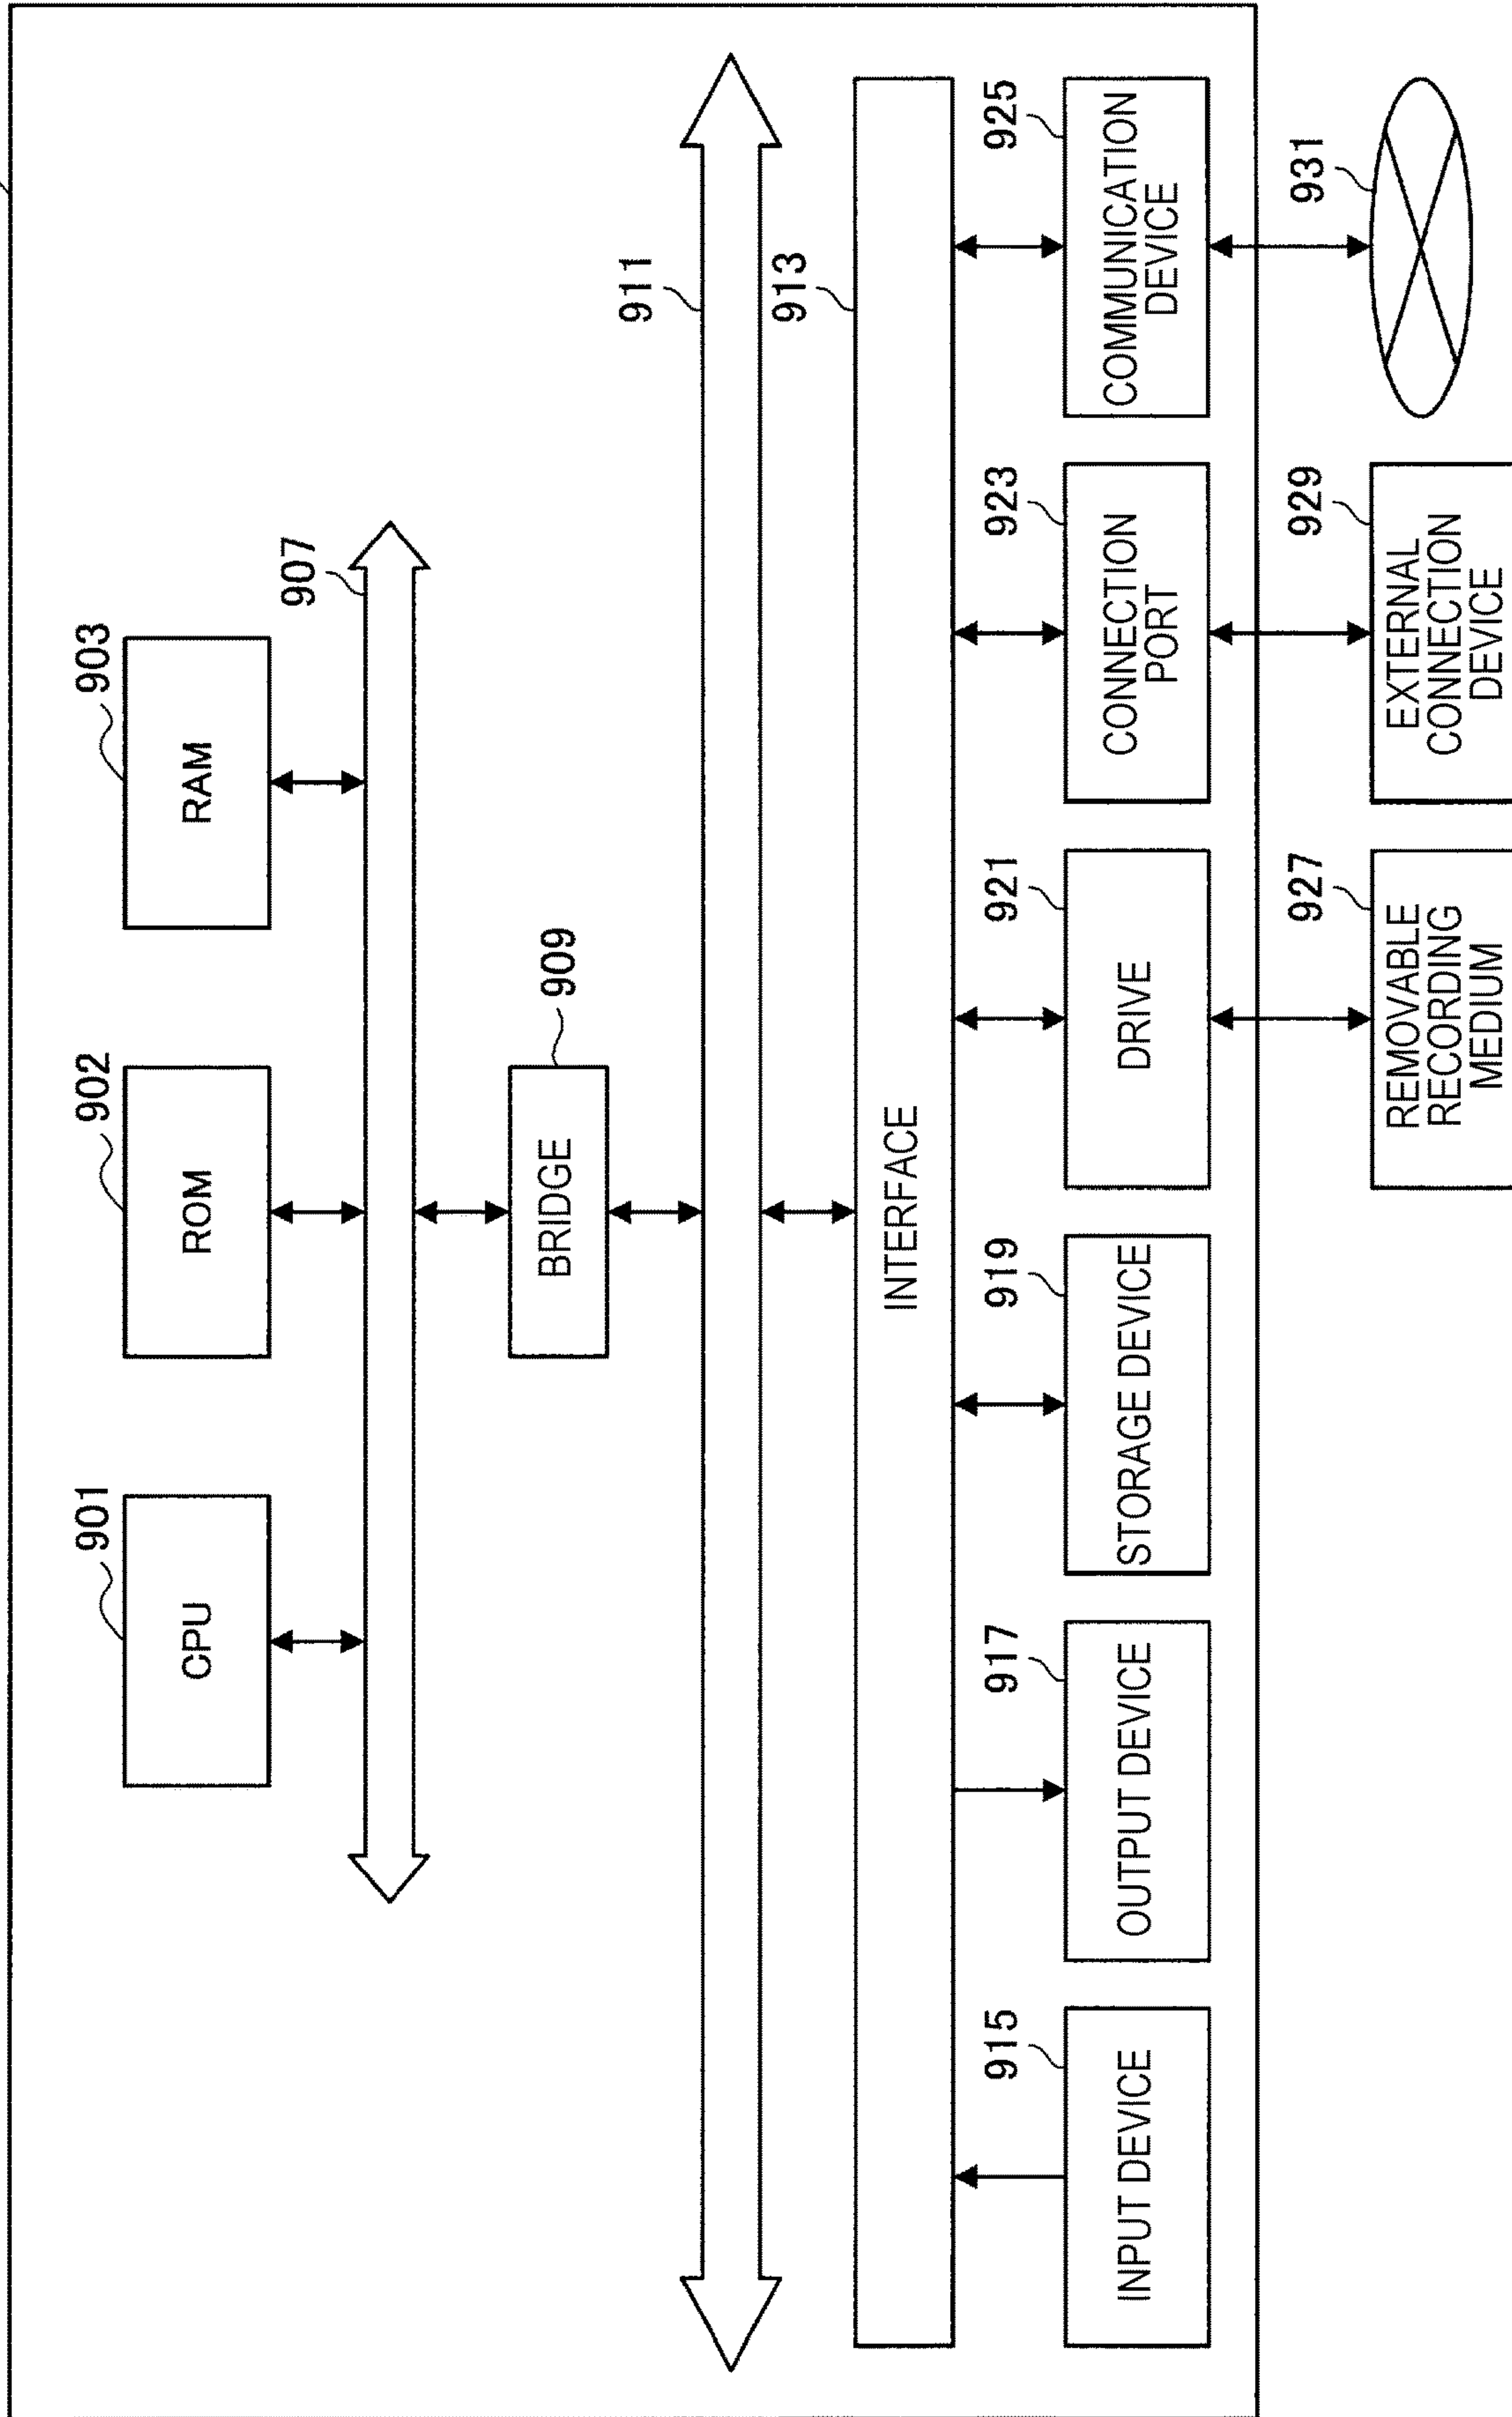 901
CPU
902
ROM
903
RAM
907
909
BRIDGE
911
913
INTERFACE
915
INPUT DEVICE
917
OUTPUT DEVICE
919
STORAGE DEVICE
921
DRIVE
923
CONNECTION
PORT
925
COMMUNICATION
DEVICE
927
REMOVABLE
RECORDING
MEDIUM
929
EXTERNAL
CONNECTION
DEVICE
931